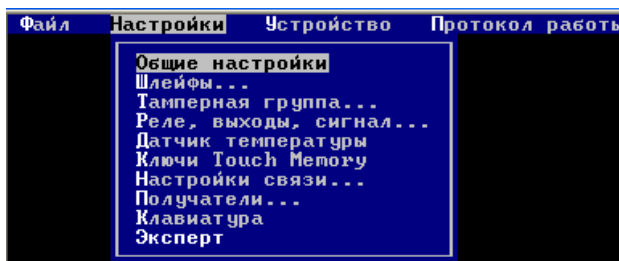 Файл Настройки Устройство Протокол работы
Общие настройки
Шлейфы...
Тамперная группа...
Реле, выходы, сигнал...
Датчик температуры
Ключи Touch Memory
Настройки связи...
Получатели...
Клавиатура
Эксперт